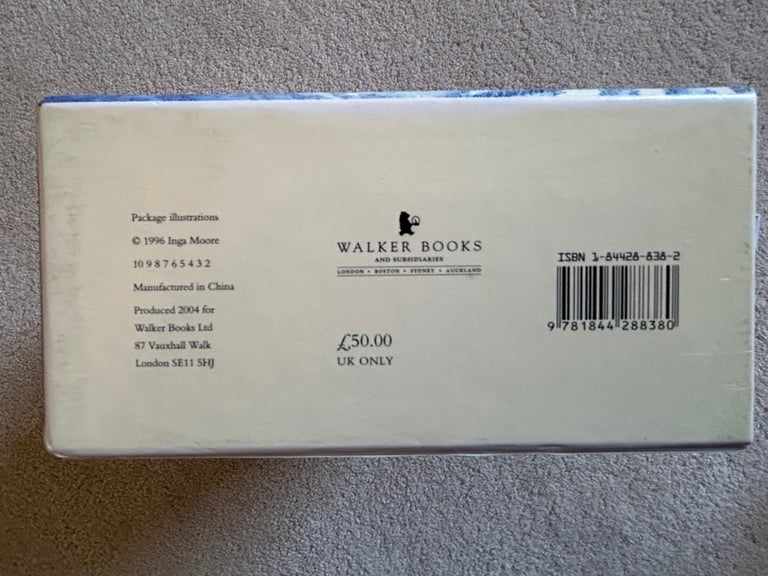 Package illustrations
© 1996 Inga Moore
10 9 8 7 6 5 4 3 2
Manufactured in China
Produced 2004 for
Walker Books Ltd
87 Vauxhall Walk
London SE11 5HJ
WALKER BOOKS
AND SUBSIDIARIES
LONDON • BOSTON • SYDNEY • AUCKLAND
£50.00
UK ONLY
ISBN 1-84428-838-2
9 781844 288380